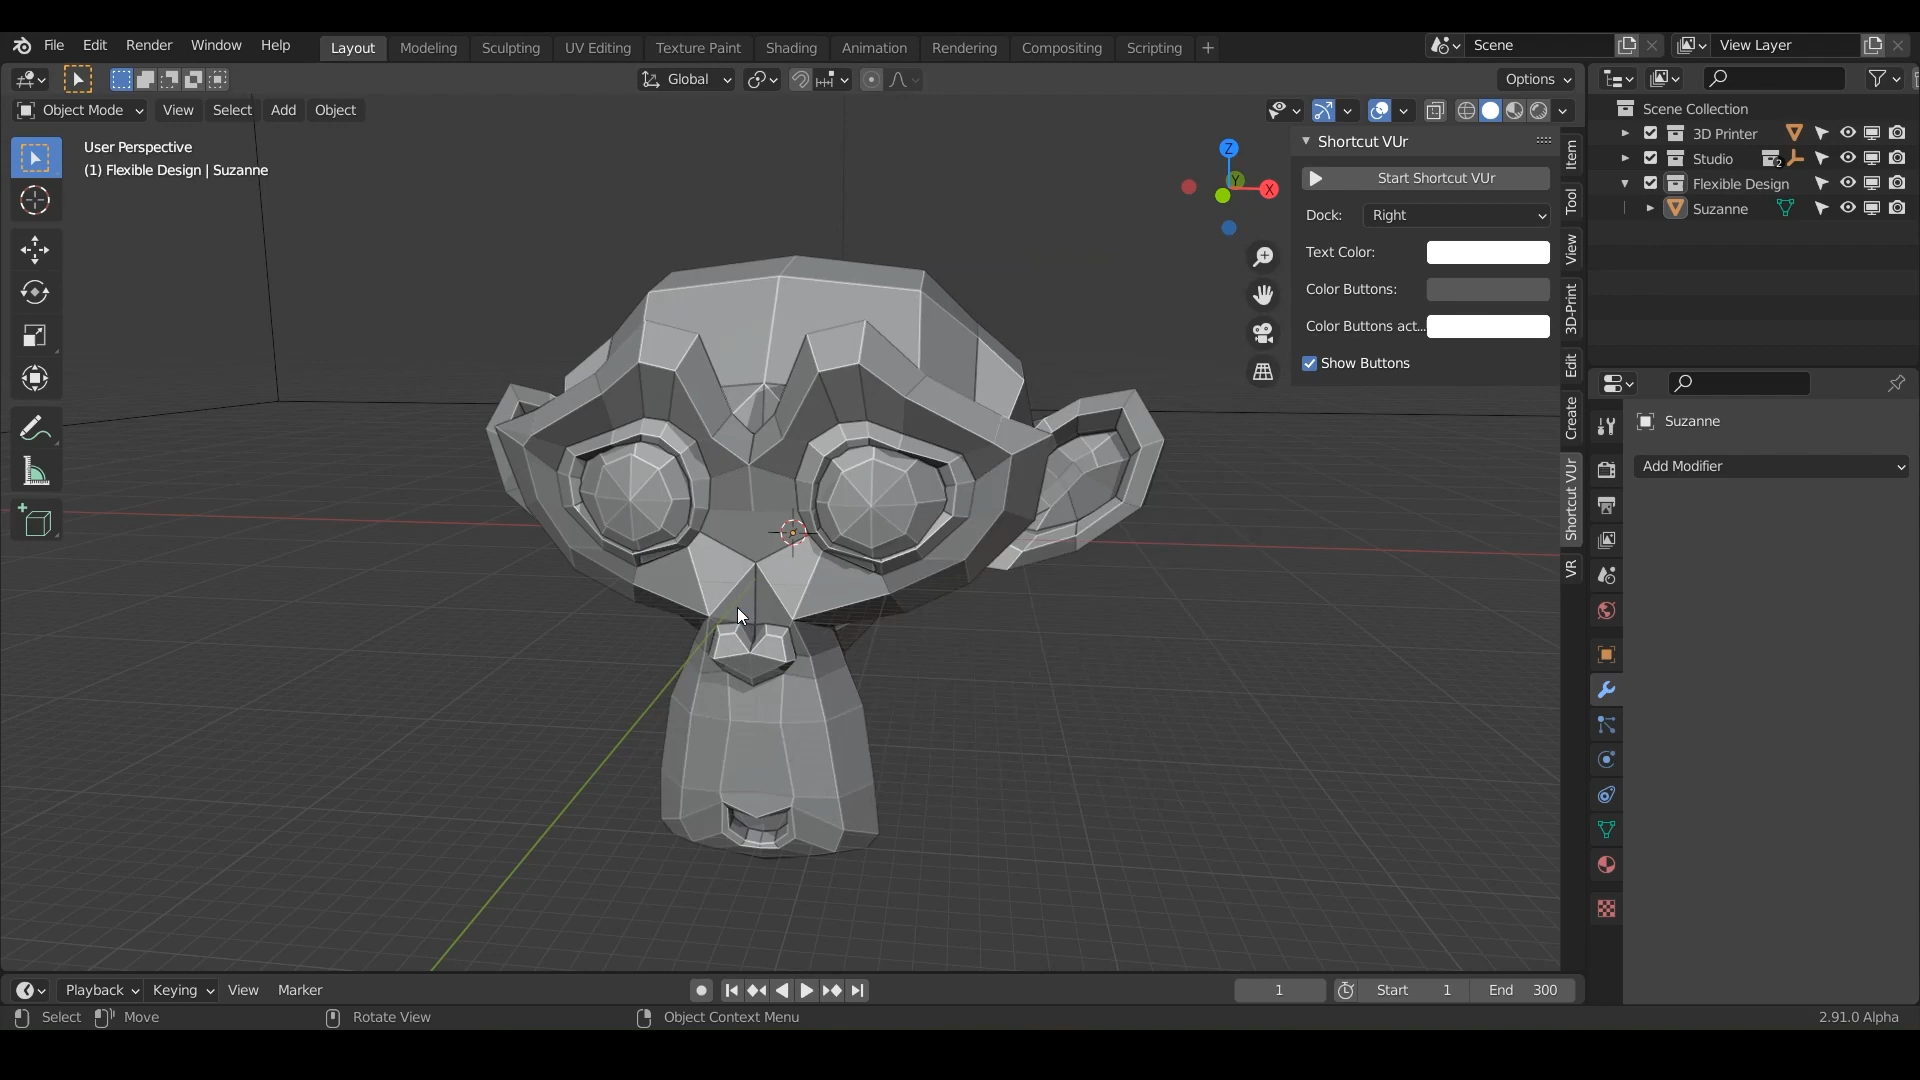 File Edit Render Window Help
Layout Modeling Sculpting UV Editing Texture Paint Shading Animation Rendering Compositing Scripting +
Scene
View Layer
Global
Options
Object Mode View Select Add Object
User Perspective
(1) Flexible Design | Suzanne
Z
Y
X
Shortcut VUr
Start Shortcut VUr
Dock: Right
Text Color:
Color Buttons:
Color Buttons act...
Show Buttons
Item
Tool
View
3D-Print
Edit
Create
Shortcut VUr
VR
Scene Collection
3D Printer
Studio 2
Flexible Design
Suzanne
Suzanne
Add Modifier
Playback Keying View Marker
1
Start 1
End 300
Select Move Rotate View Object Context Menu
2.91.0 Alpha